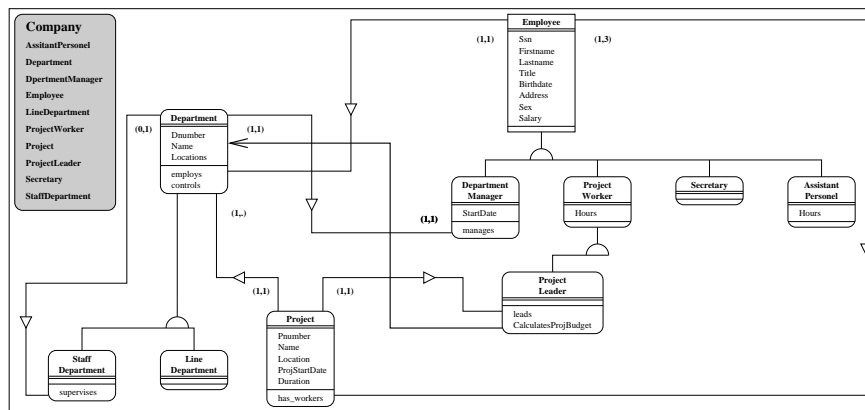 Company
AssitantPersonel
Department
DpertmentManager
Employee
LineDepartment
ProjectWorker
Project
ProjectLeader
Secretary
StaffDepartment
Employee
Ssn
Firstname
Lastname
Title
Birthdate
Address
Sex
Salary
(1,1)
(1,3)
Department
Dnumber
Name
Locations
employs
controls
(0,1)
(1,1)
(1,.)
Department
Manager
StartDate
manages
(1,1)
Project
Worker
Hours
Secretary
Assistant
Personel
Hours
Project
Leader
leads
CalculatesProjBudget
(1,1)
(1,1)
Project
Pnumber
Name
Location
ProjStartDate
Duration
has_workers
Staff
Department
supervises
Line
Department